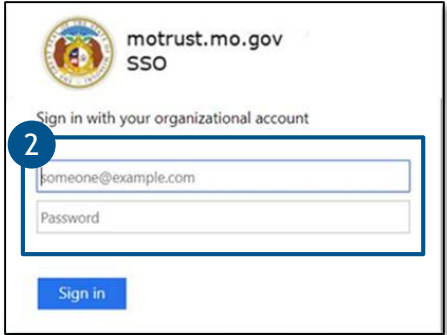 motrust.mo.gov
SSO
Sign in with your organizational account
2
someone@example.com
Password
Sign in